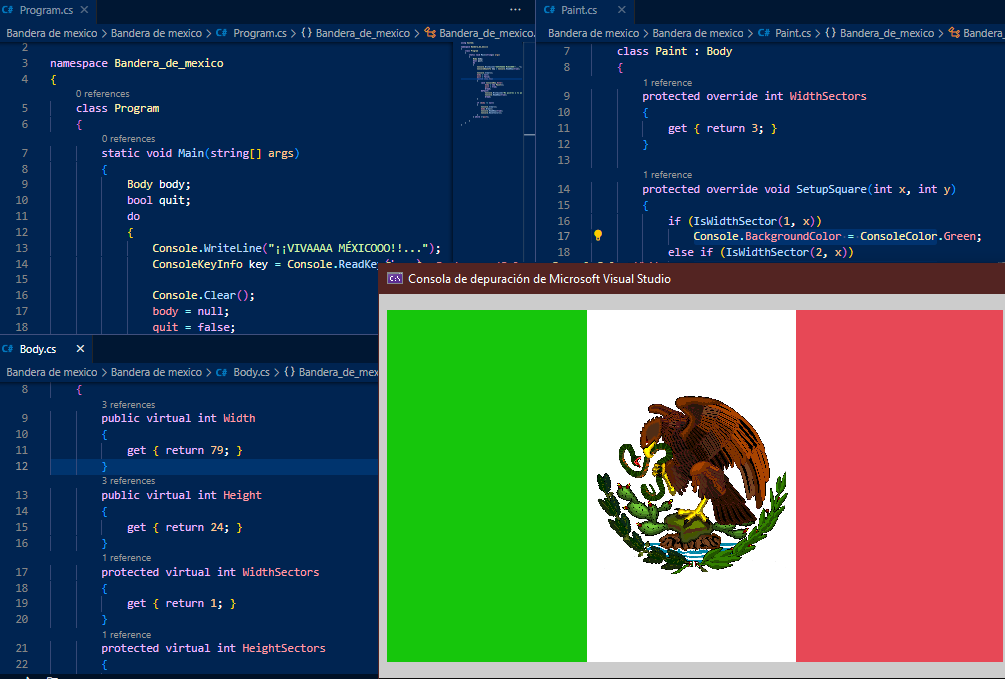 C# Program.cs ×
Bandera de mexico > Bandera de mexico > C# Program.cs > {} Bandera_de_mexico > Bandera_de_mexico.
2
3 namespace Bandera_de_mexico
4 {
0 references
5 class Program
6 {
0 references
7 static void Main(string[] args)
8 {
9 Body body;
10 bool quit;
11 do
12 {
13 Console.WriteLine("¡¡VIVAAAA MÉXICOOO!!...");
14 ConsoleKeyInfo key = Console.ReadKe
15
16 Console.Clear();
17 body = null;
18 quit = false;
C# Paint.cs ×
Bandera de mexico > Bandera de mexico > C# Paint.cs > {} Bandera_de_mexico > Bandera_
7 class Paint : Body
8 {
1 reference
9 protected override int WidthSectors
10 {
11 get { return 3; }
12 }
13
1 reference
14 protected override void SetupSquare(int x, int y)
15 {
16 if (IsWidthSector(1, x))
17 Console.BackgroundColor = ConsoleColor.Green;
18 else if (IsWidthSector(2, x))
C# Body.cs ×
Bandera de mexico > Bandera de mexico > C# Body.cs > {} Bandera_de_mex
8 {
3 references
9 public virtual int Width
10 {
11 get { return 79; }
12 }
3 references
13 public virtual int Height
14 {
15 get { return 24; }
16 }
1 reference
17 protected virtual int WidthSectors
18 {
19 get { return 1; }
20 }
1 reference
21 protected virtual int HeightSectors
22 {
Consola de depuración de Microsoft Visual Studio